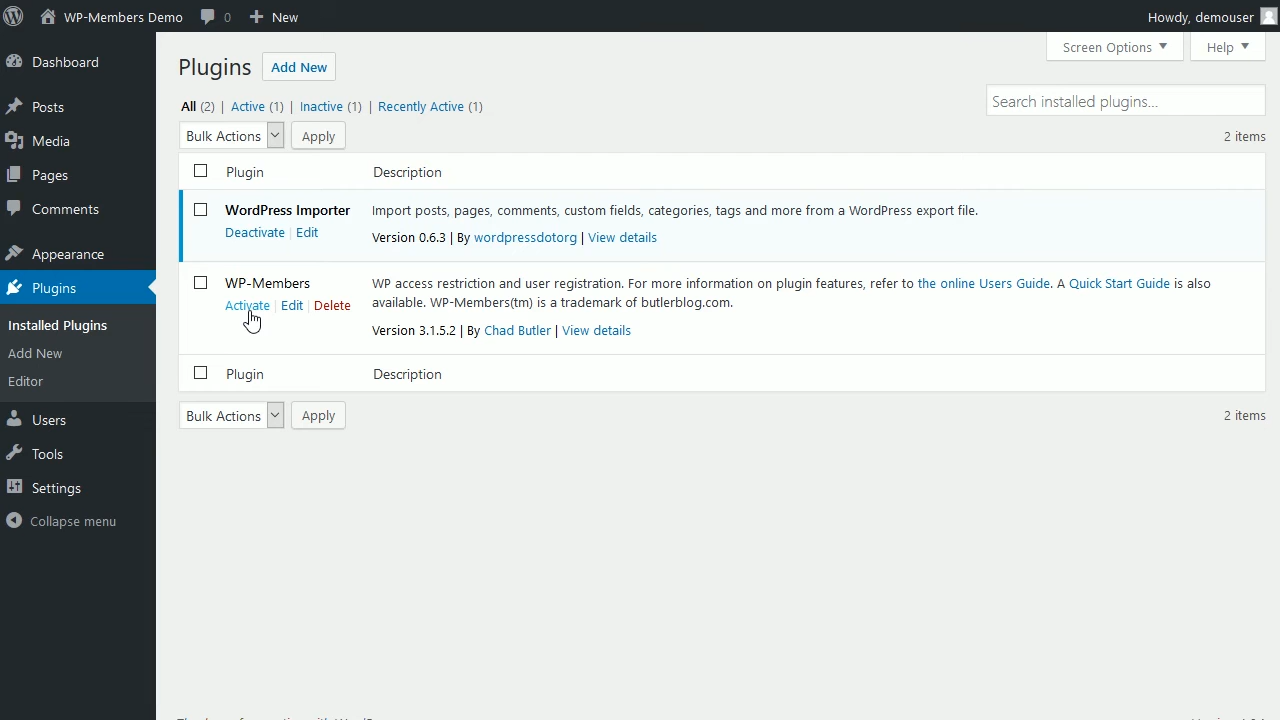 WP-Members Demo 0 New Howdy, demouser
Screen Options Help
Dashboard
Posts
Media
Pages
Comments
Appearance
Plugins
Installed Plugins
Add New
Editor
Users
Tools
Settings
Collapse menu
Plugins Add New
All (2) | Active (1) | Inactive (1) | Recently Active (1)
Search installed plugins...
Bulk Actions Apply 2 items
Plugin Description
WordPress Importer Import posts, pages, comments, custom fields, categories, tags and more from a WordPress export file.
Deactivate | Edit Version 0.6.3 | By wordpressdotorg | View details
WP-Members WP access restriction and user registration. For more information on plugin features, refer to the online Users Guide. A Quick Start Guide is also
Activate | Edit | Delete available. WP-Members(tm) is a trademark of butlerblog.com.
Version 3.1.5.2 | By Chad Butler | View details
Plugin Description
Bulk Actions Apply 2 items